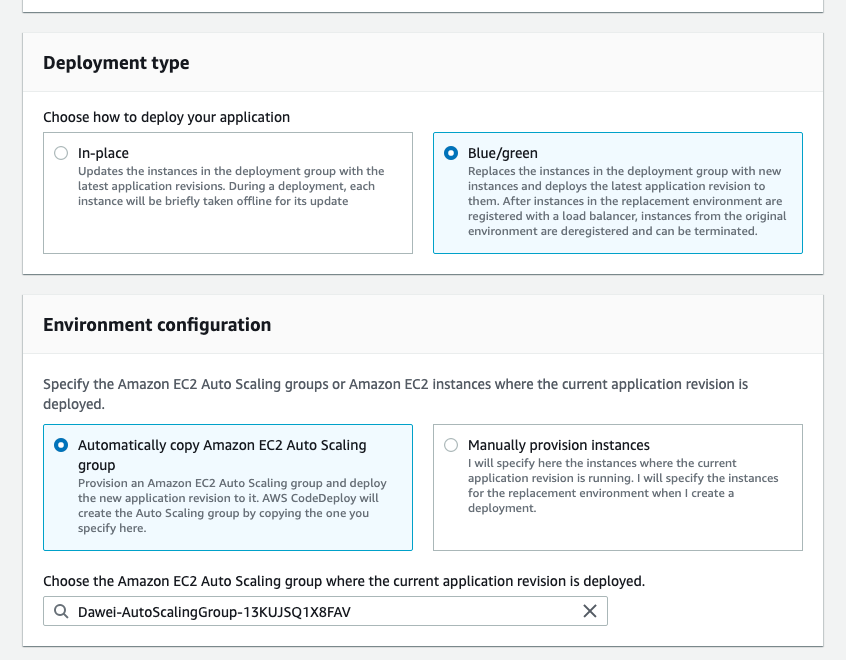 Deployment type
Choose how to deploy your application
In-place
Updates the instances in the deployment group with the
latest application revisions. During a deployment, each
instance will be briefly taken offline for its update
Blue/green
Replaces the instances in the deployment group with new
instances and deploys the latest application revision to
them. After instances in the replacement environment are
registered with a load balancer, instances from the original
environment are deregistered and can be terminated.
Environment configuration
Specify the Amazon EC2 Auto Scaling groups or Amazon EC2 instances where the current application revision is
deployed.
Automatically copy Amazon EC2 Auto Scaling
group
Provision an Amazon EC2 Auto Scaling group and deploy
the new application revision to it. AWS CodeDeploy will
create the Auto Scaling group by copying the one you
specify here.
Manually provision instances
I will specify here the instances where the current
application revision is running. I will specify the instances
for the replacement environment when I create a
deployment.
Choose the Amazon EC2 Auto Scaling group where the current application revision is deployed.
Dawei-AutoScalingGroup-13KUJSQ1X8FAV